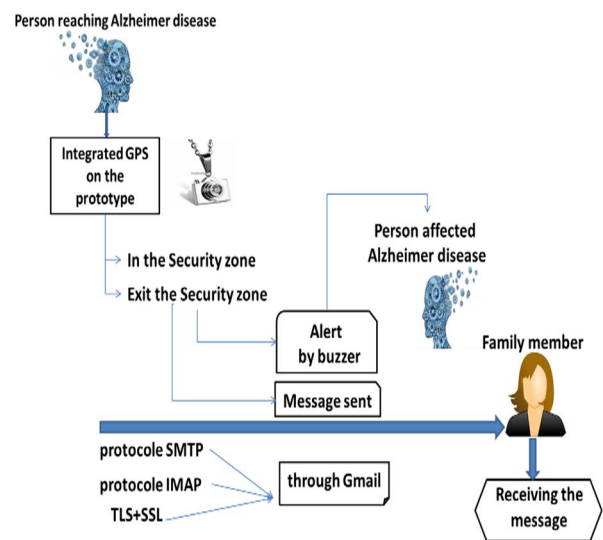 Person reaching Alzheimer disease
Integrated GPS
on the
prototype
In the Security zone
Exit the Security zone
Person affected
Alzheimer disease
Alert
by buzzer
Family member
Message sent
protocole SMTP
protocole IMAP
TLS+SSL
through Gmail
Receiving the
message